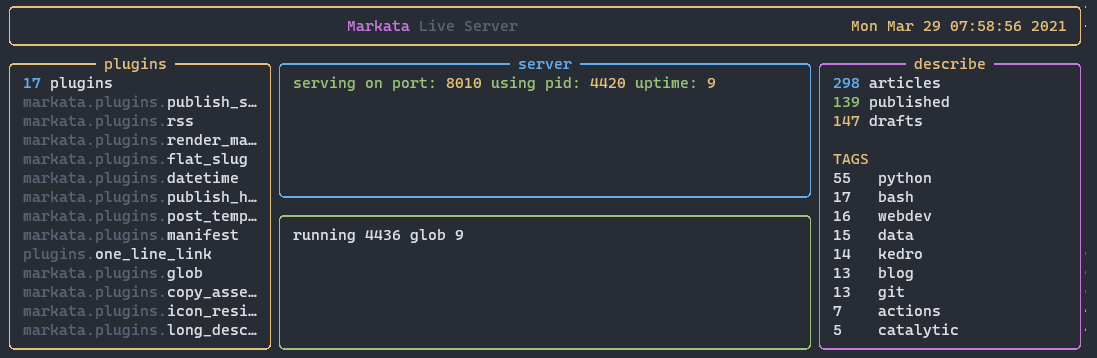 Markata Live Server Mon Mar 29 07:58:56 2021
plugins
17 plugins
markata.plugins.publish_s…
markata.plugins.rss
markata.plugins.render_ma…
markata.plugins.flat_slug
markata.plugins.datetime
markata.plugins.publish_h…
markata.plugins.post_temp…
markata.plugins.manifest
plugins.one_line_link
markata.plugins.glob
markata.plugins.copy_asse…
markata.plugins.icon_resi…
markata.plugins.long_desc…
server
serving on port: 8010 using pid: 4420 uptime: 9
running 4436 glob 9
describe
298 articles
139 published
147 drafts
TAGS
55 python
17 bash
16 webdev
15 data
14 kedro
13 blog
13 git
7 actions
5 catalytic